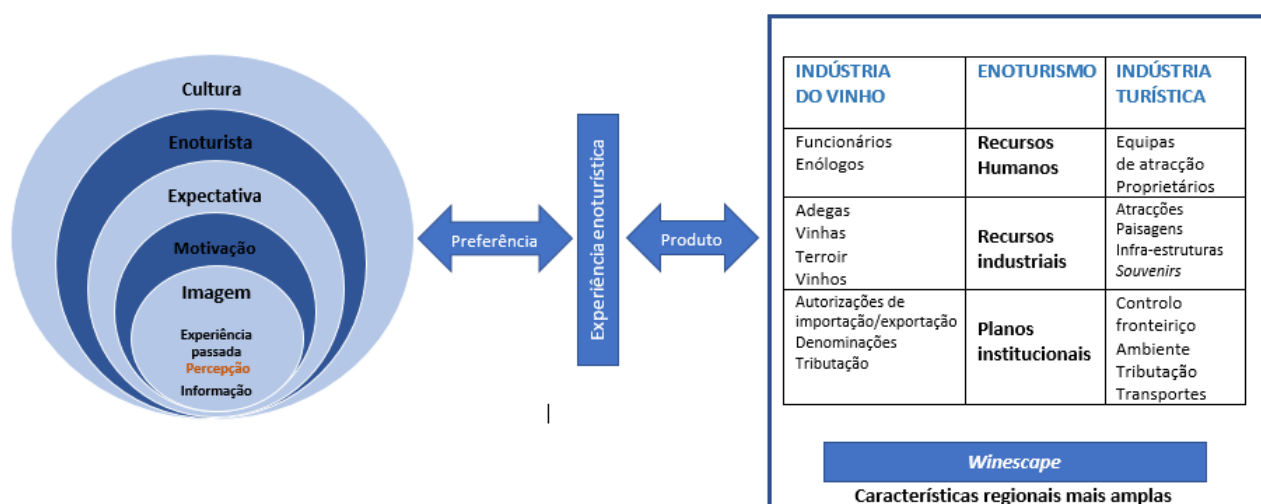 Cultura
Enoturista
Expectativa
Motivação
Imagem
Experiência
passada
Percepção
Informação
Preferência
Experiência enoturística
Produto
INDÚSTRIA
DO VINHO
ENOTURISMO
INDÚSTRIA
TURÍSTICA
Funcionários
Enólogos
Recursos
Humanos
Equipas
de atracção
Proprietários
Adegas
Vinhas
Terroir
Vinhos
Recursos
industriais
Atracções
Paisagens
Infra-estruturas
Souvenirs
Autorizações de
importação/exportação
Denominações
Tributação
Planos
institucionais
Controlo
fronteiriço
Ambiente
Tributação
Transportes
Winescape
Características regionais mais amplas